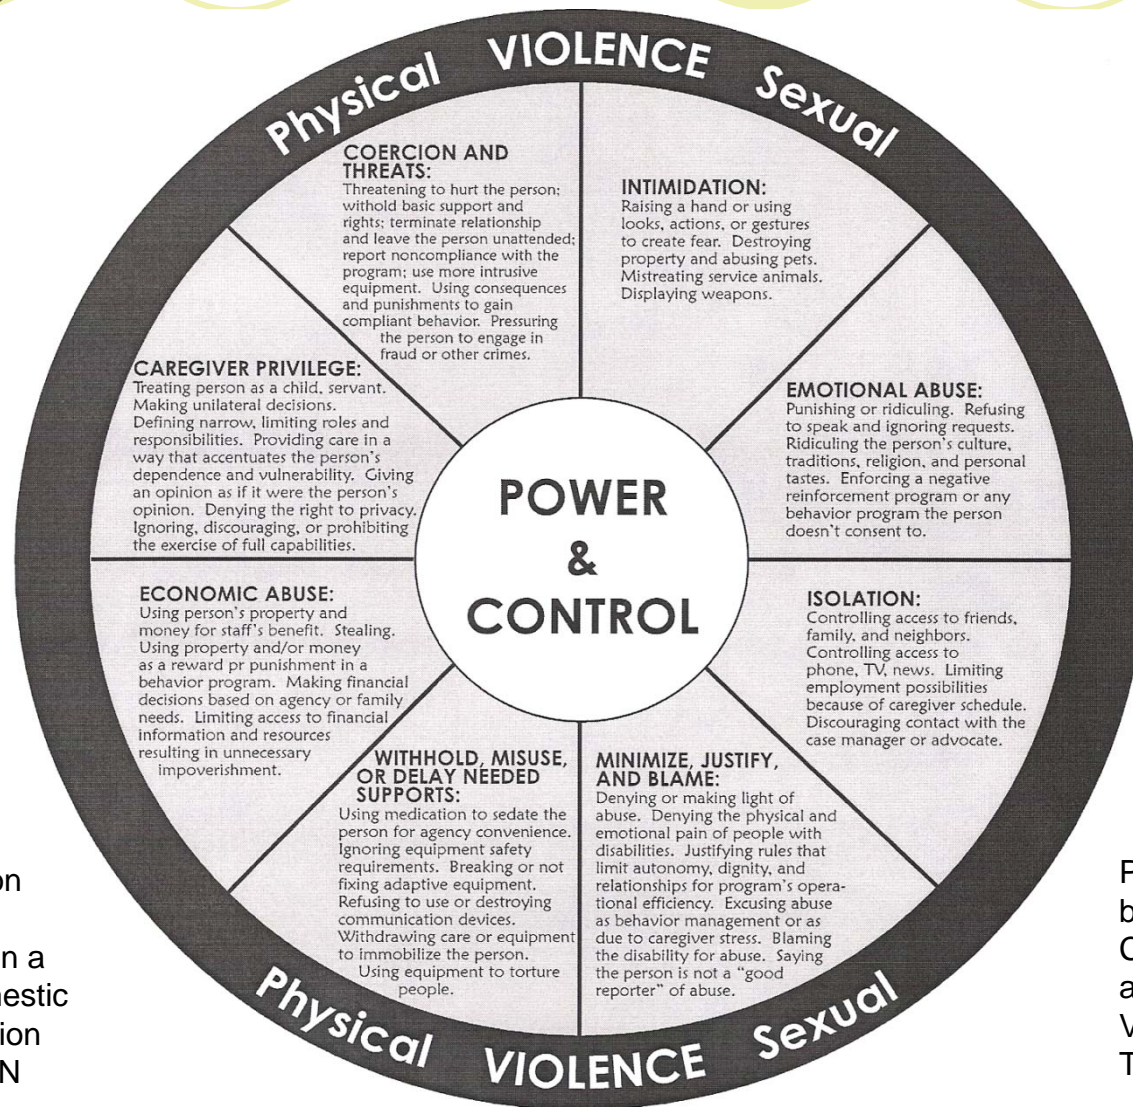 Physical VIOLENCE Sexual
COERCION AND
THREATS:
Threatening to hurt the person;
withold basic support and
rights; terminate relationship
and leave the person unattended;
report noncompliance with the
program; use more intrusive
equipment. Using consequences
and punishments to gain
compliant behavior. Pressuring
the person to engage in
fraud or other crimes.
INTIMIDATION:
Raising a hand or using
looks, actions, or gestures
to create fear. Destroying
property and abusing pets.
Mistreating service animals.
Displaying weapons.
CAREGIVER PRIVILEGE:
Treating person as a child, servant.
Making unilateral decisions.
Defining narrow, limiting roles and
responsibilities. Providing care in a
way that accentuates the person's
dependence and vulnerability. Giving
an opinion as if it were the person's
opinion. Denying the right to privacy.
Ignoring, discouraging, or prohibiting
the exercise of full capabilities.
EMOTIONAL ABUSE:
Punishing or ridiculing. Refusing
to speak and ignoring requests.
Ridiculing the person's culture,
traditions, religion, and personal
tastes. Enforcing a negative
reinforcement program or any
behavior program the person
doesn't consent to.
POWER
&
CONTROL
ECONOMIC ABUSE:
Using person's property and
money for staff's benefit. Stealing.
Using property and/or money
as a reward pr punishment in a
behavior program. Making financial
decisions based on agency or family
needs. Limiting access to financial
information and resources
resulting in unnecessary
impoverishment.
ISOLATION:
Controlling access to friends,
family, and neighbors.
Controlling access to
phone, TV, news. Limiting
employment possibilities
because of caregiver schedule.
Discouraging contact with the
case manager or advocate.
WITHHOLD, MISUSE,
OR DELAY NEEDED
SUPPORTS:
Using medication to sedate the
person for agency convenience.
Ignoring equipment safety
requirements. Breaking or not
fixing adaptive equipment.
Refusing to use or destroying
communication devices.
Withdrawing care or equipment
to immobilize the person.
Using equipment to torture
people.
MINIMIZE, JUSTIFY,
AND BLAME:
Denying or making light of
abuse. Denying the physical and
emotional pain of people with
disabilities. Justifying rules that
limit autonomy, dignity, and
relationships for program's opera-
tional efficiency. Excusing abuse
as behavior management or as
due to caregiver stress. Blaming
the disability for abuse. Saying
the person is not a "good
reporter" of abuse.
Physical VIOLENCE Sexual
on
n a
nestic
ion
N
P
b
C
a
V
T